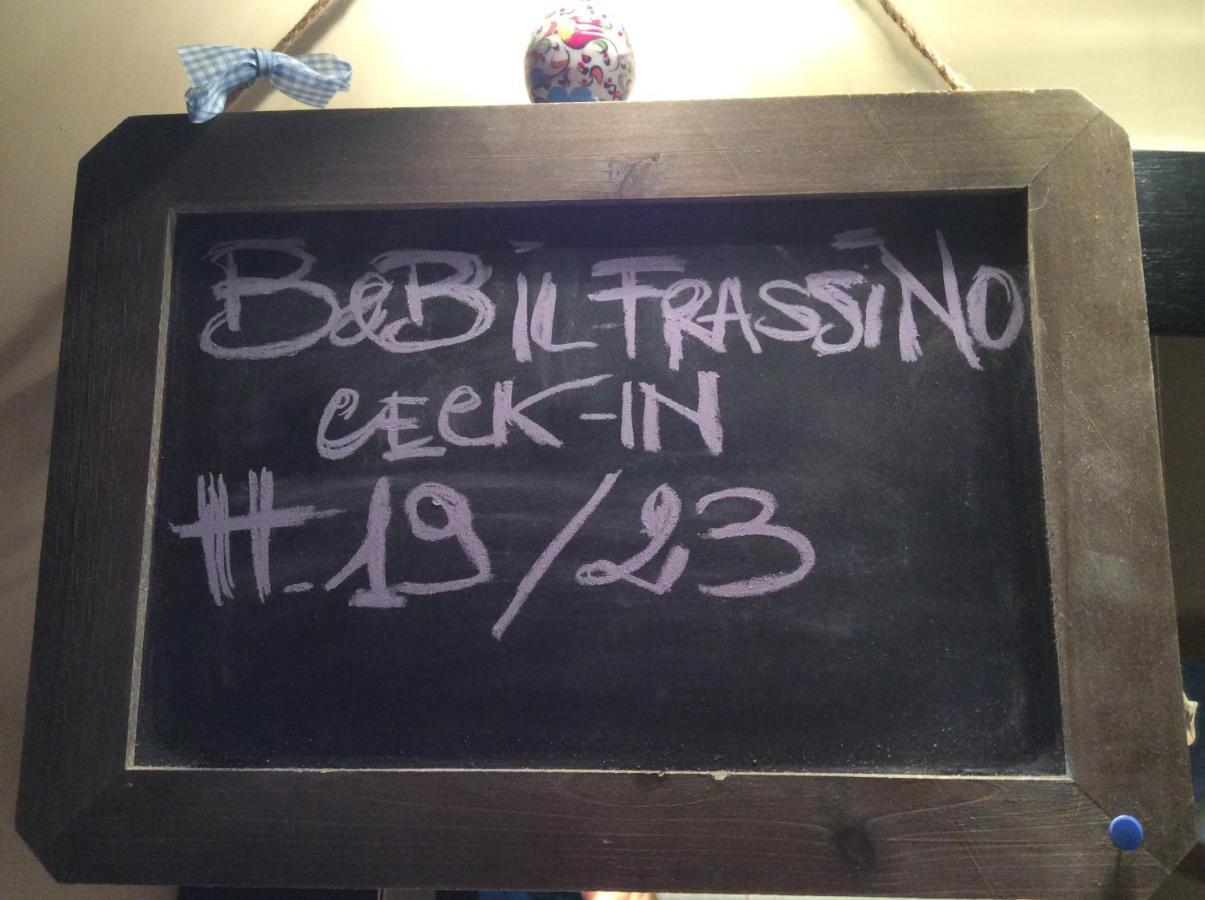 B&B IL FRASSINO
CECK-IN
H. 19/23